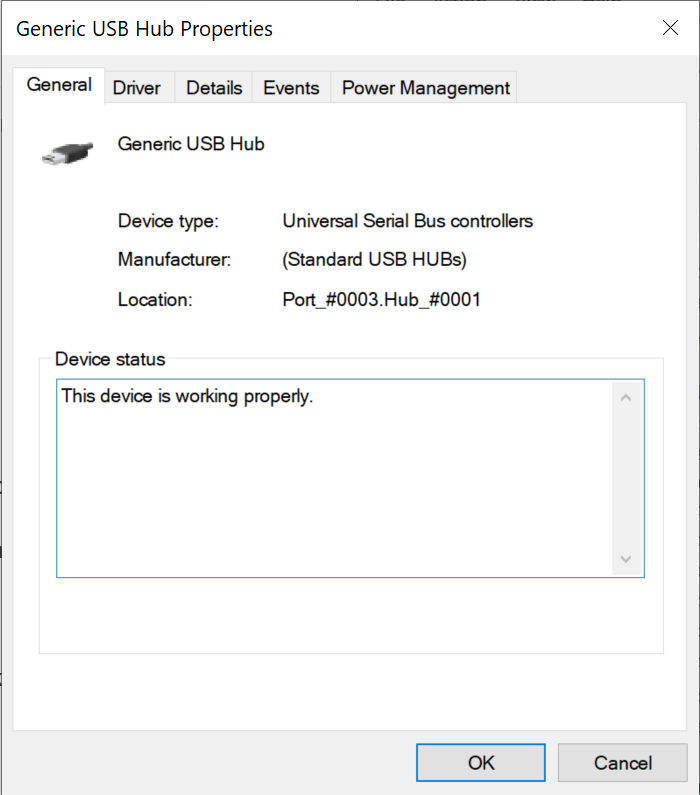 Generic USB Hub Properties
General Driver Details Events Power Management
Generic USB Hub
Device type: Universal Serial Bus controllers
Manufacturer: (Standard USB HUBs)
Location: Port_#0003.Hub_#0001
Device status
This device is working properly.
OK Cancel